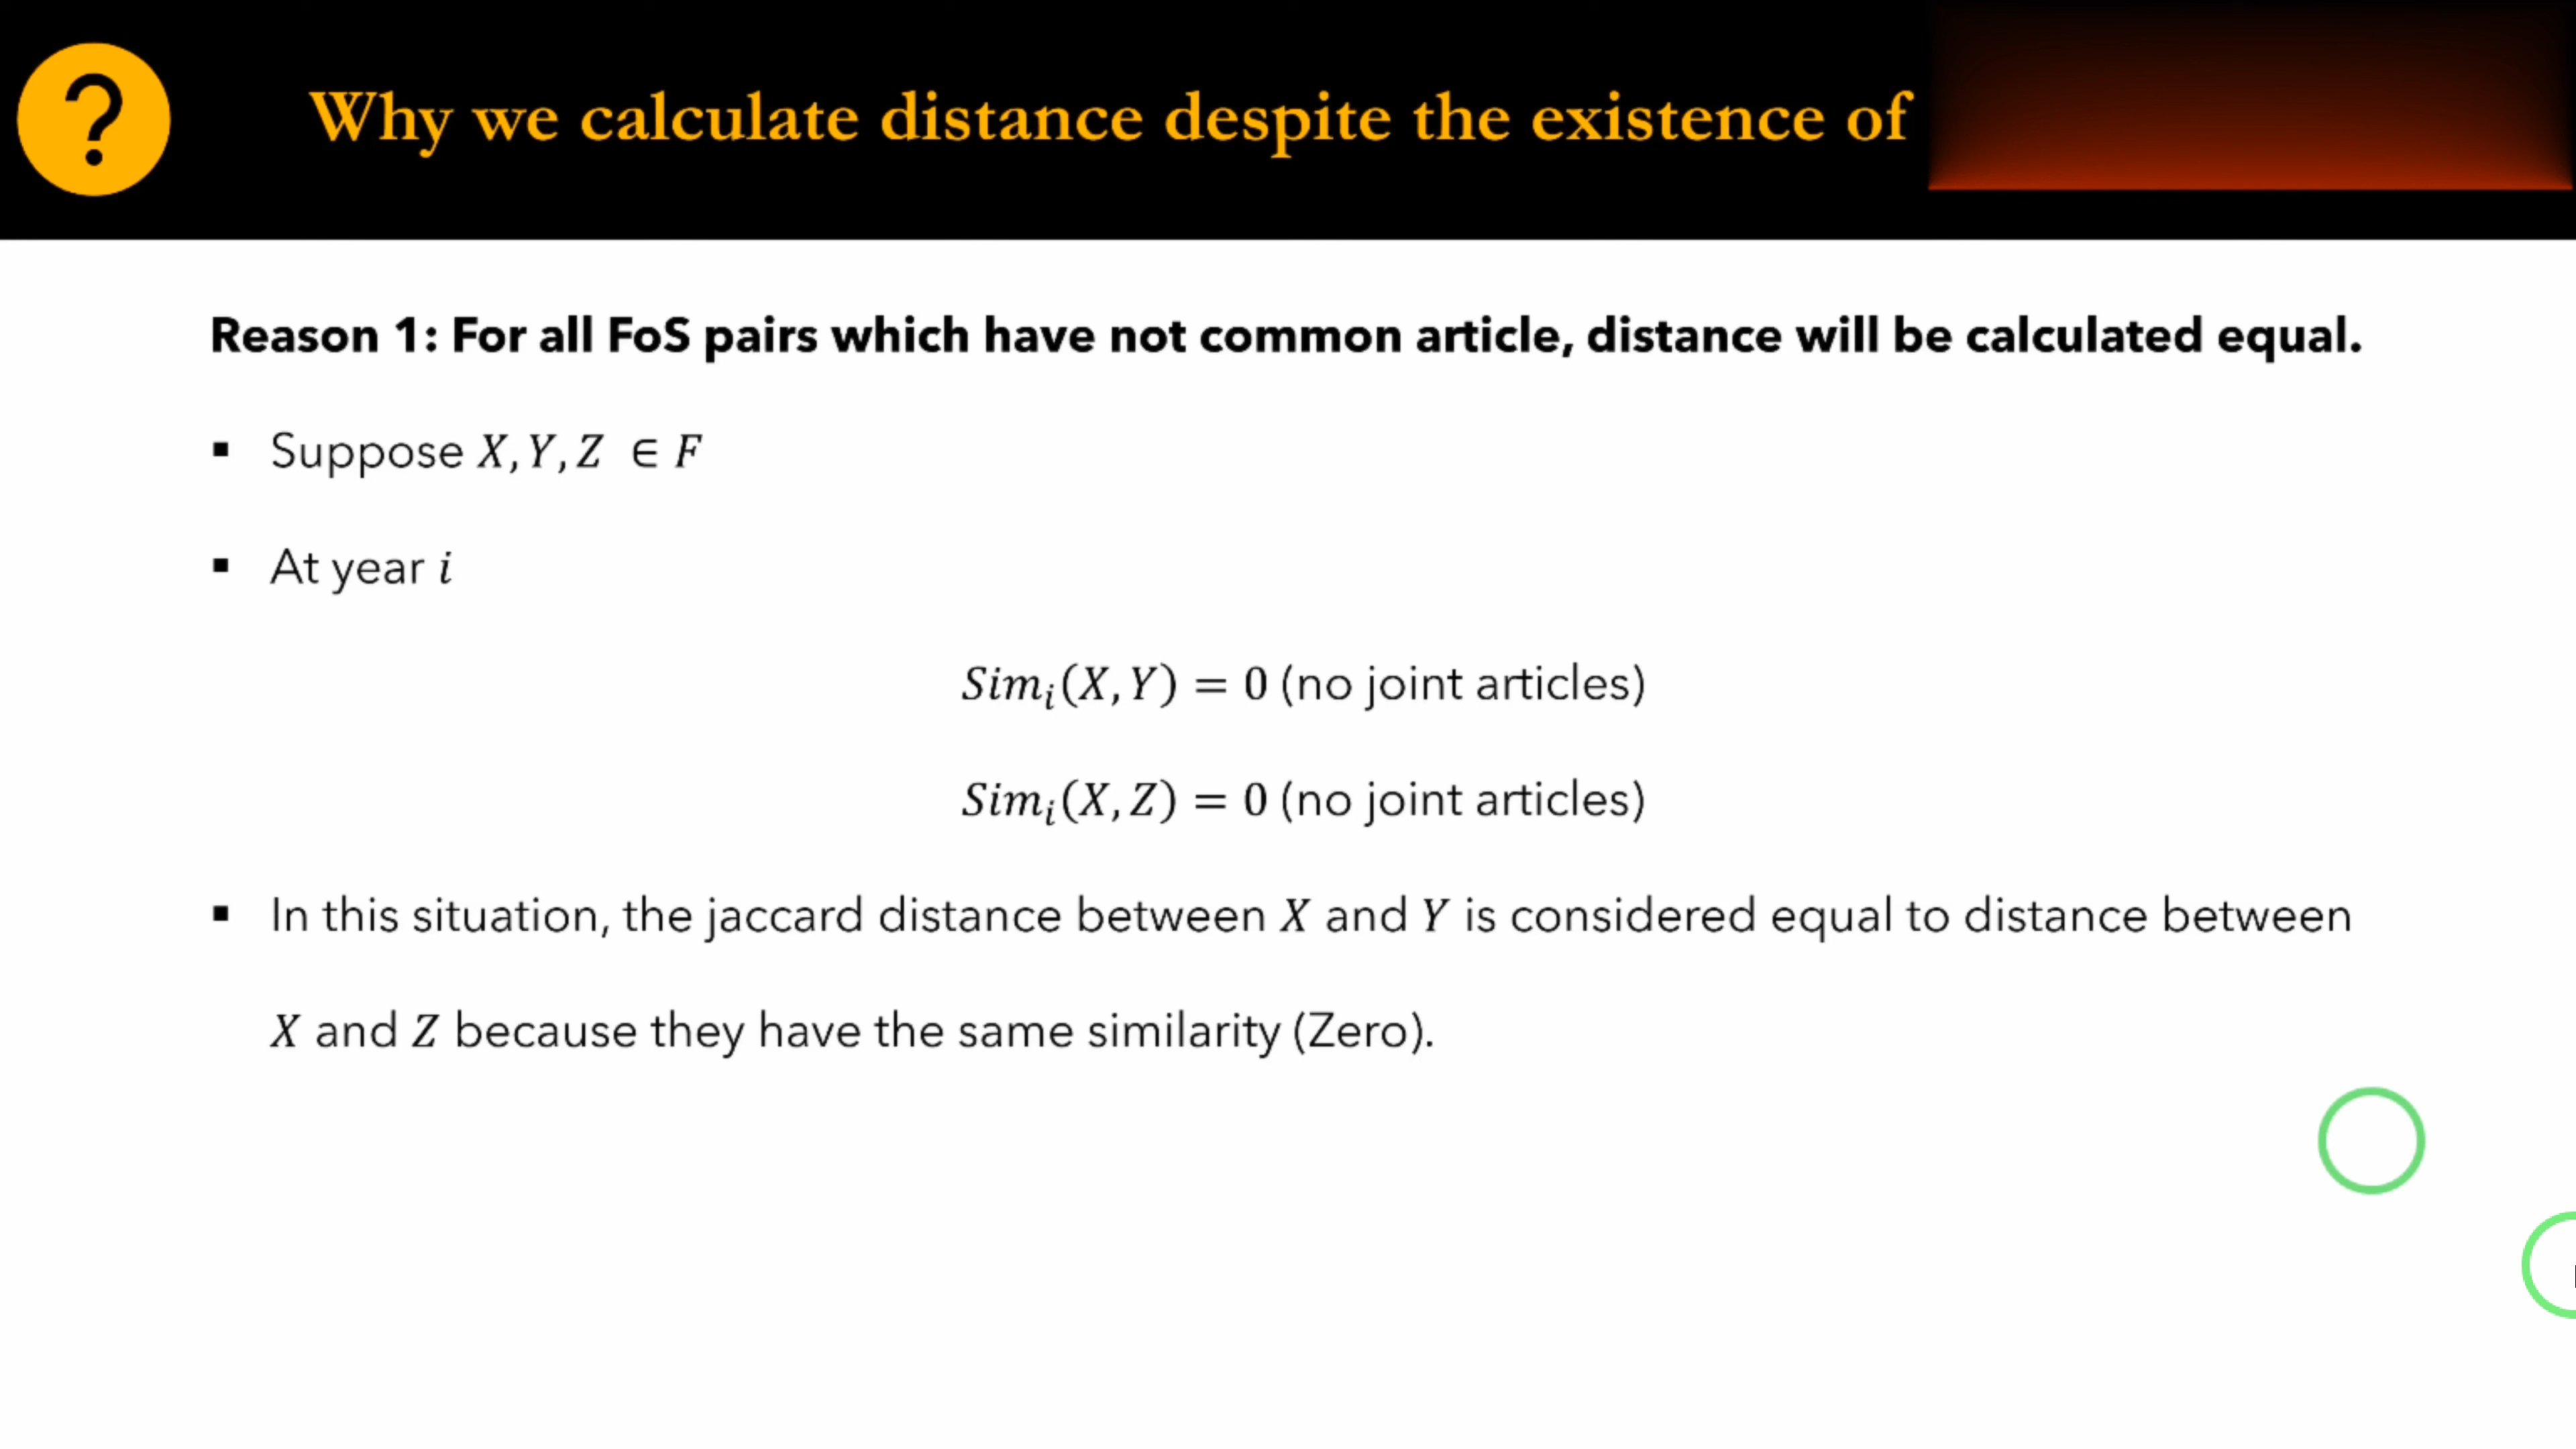 ?
Why we calculate distance despite the existence of
Reason 1: For all FoS pairs which have not common article, distance will be calculated equal.
▪ Suppose X, Y, Z ∈ F
▪ At year i
Simᵢ(X, Y) = 0 (no joint articles)
Simᵢ(X, Z) = 0 (no joint articles)
▪ In this situation, the jaccard distance between X and Y is considered equal to distance between
X and Z because they have the same similarity (Zero).